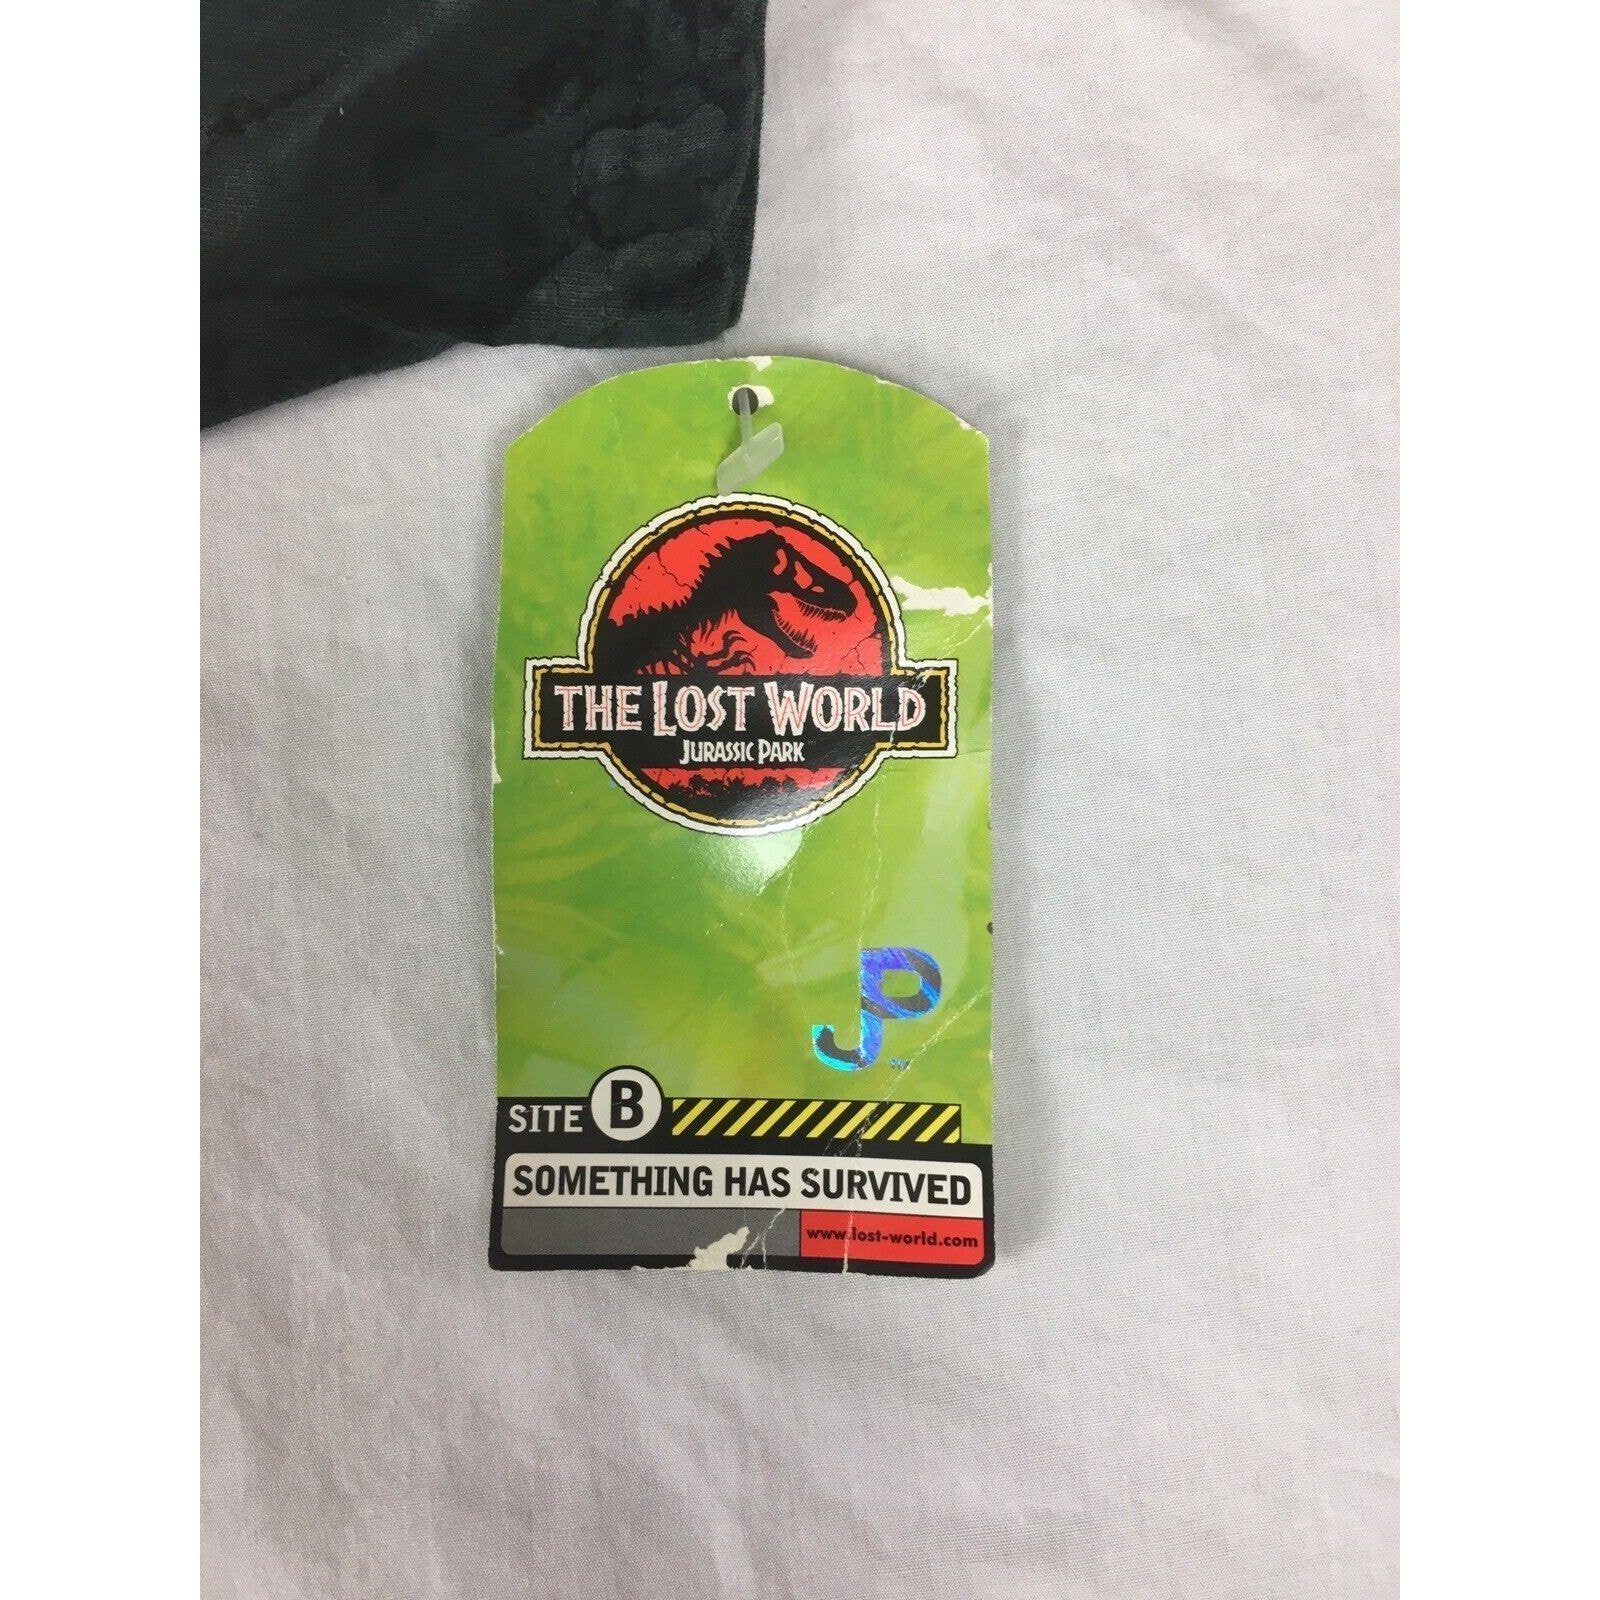 THE LOST WORLD
JURASSIC PARK
JP
SITE B
SOMETHING HAS SURVIVED
www.lost-world.com